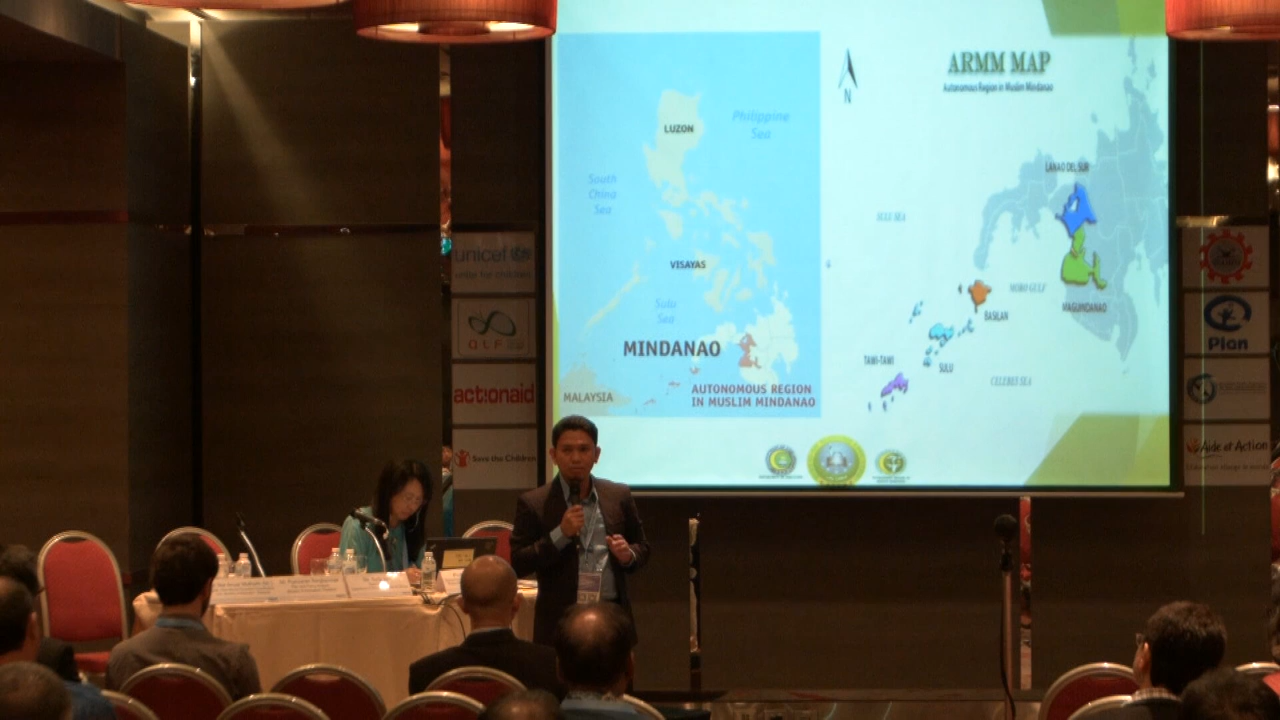 LUZON
Philippine
Sea
South
China
Sea
VISAYAS
Sulu
Sea
MINDANAO
MALAYSIA
AUTONOMOUS REGION
IN MUSLIM MINDANAO
N
ARMM MAP
Autonomous Region in Muslim Mindanao
LANAO DEL SUR
SULU SEA
MORO GULF
MAGUINDANAO
BASILAN
SULU
TAWI-TAWI
CELEBES SEA
unicef
unite for children
act!onaid
Save the Children
Plan
Aide et Action